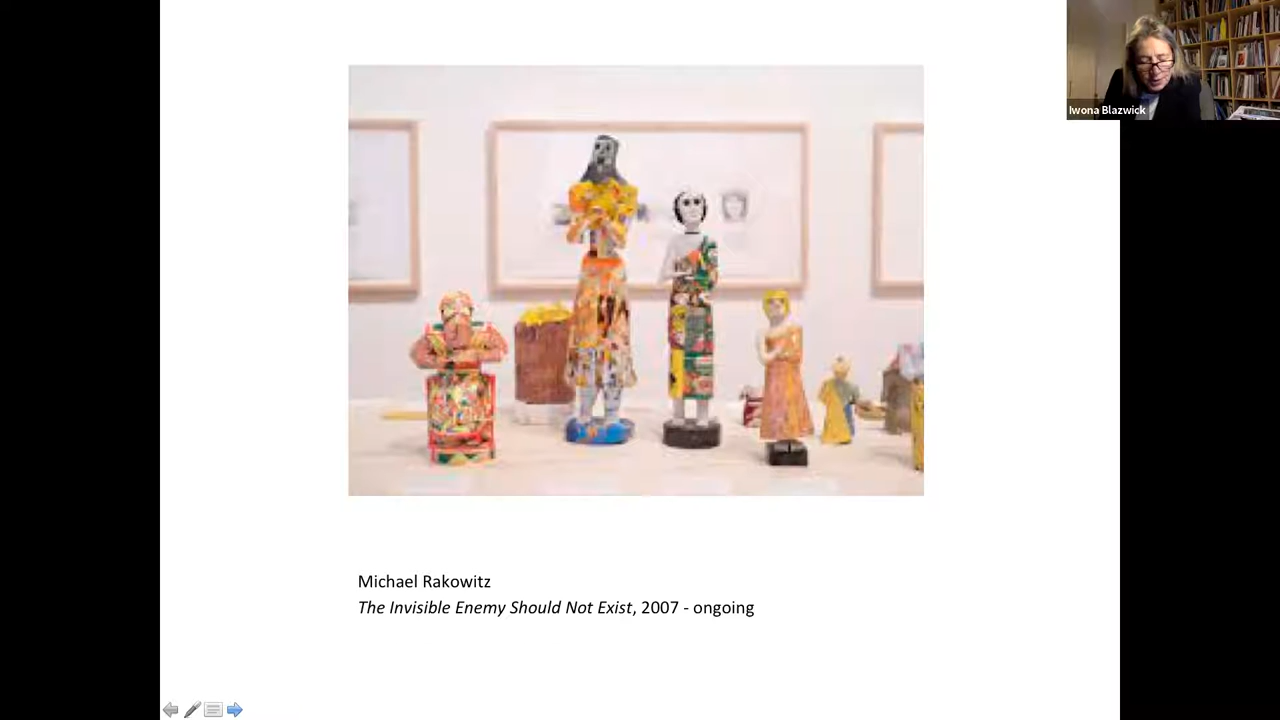 Iwona Blazwick
Michael Rakowitz
The Invisible Enemy Should Not Exist, 2007 - ongoing